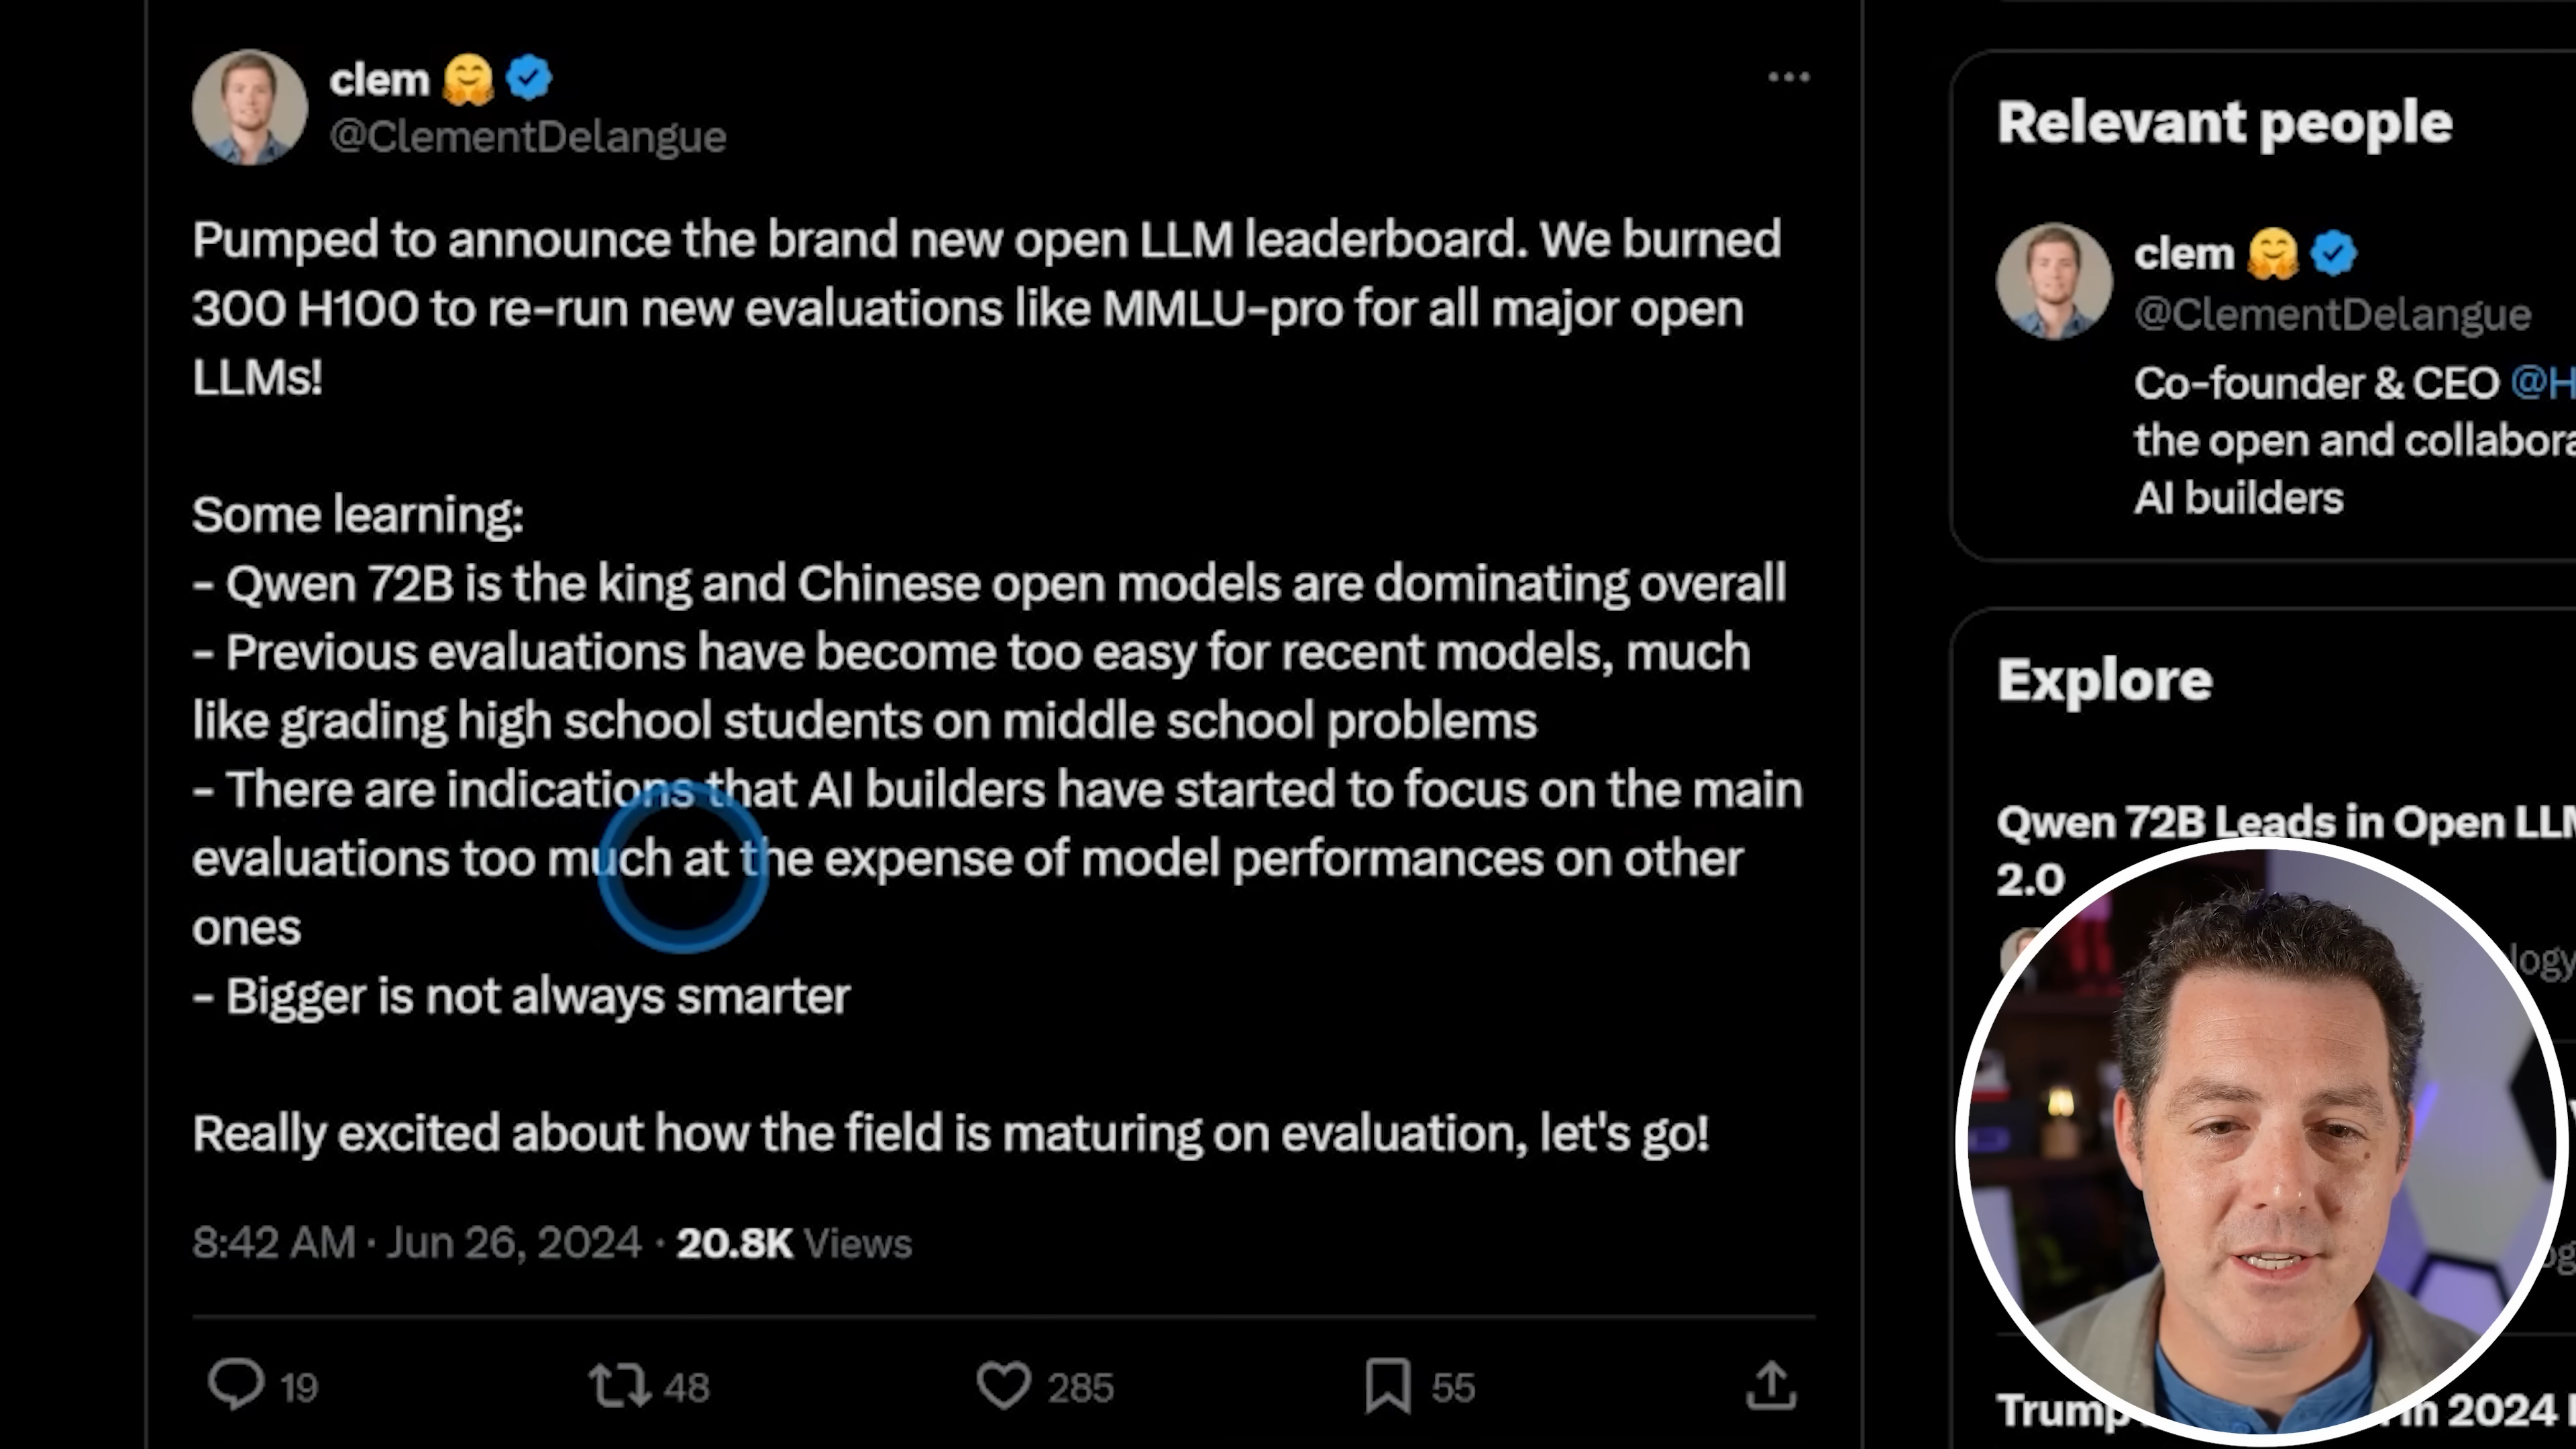 clem
@ClementDelangue
Pumped to announce the brand new open LLM leaderboard. We burned
300 H100 to re-run new evaluations like MMLU-pro for all major open
LLMs!
Some learning:
- Qwen 72B is the king and Chinese open models are dominating overall
- Previous evaluations have become too easy for recent models, much
like grading high school students on middle school problems
- There are indications that AI builders have started to focus on the main
evaluations too much at the expense of model performances on other
ones
- Bigger is not always smarter
Really excited about how the field is maturing on evaluation, let's go!
8:42 AM · Jun 26, 2024 · 20.8K Views
19
48
285
55
Relevant people
clem
@ClementDelangue
Co-founder & CEO @H
the open and collabora
AI builders
Explore
Qwen 72B Leads in Open LLM
2.0
logy
Trump
in 2024